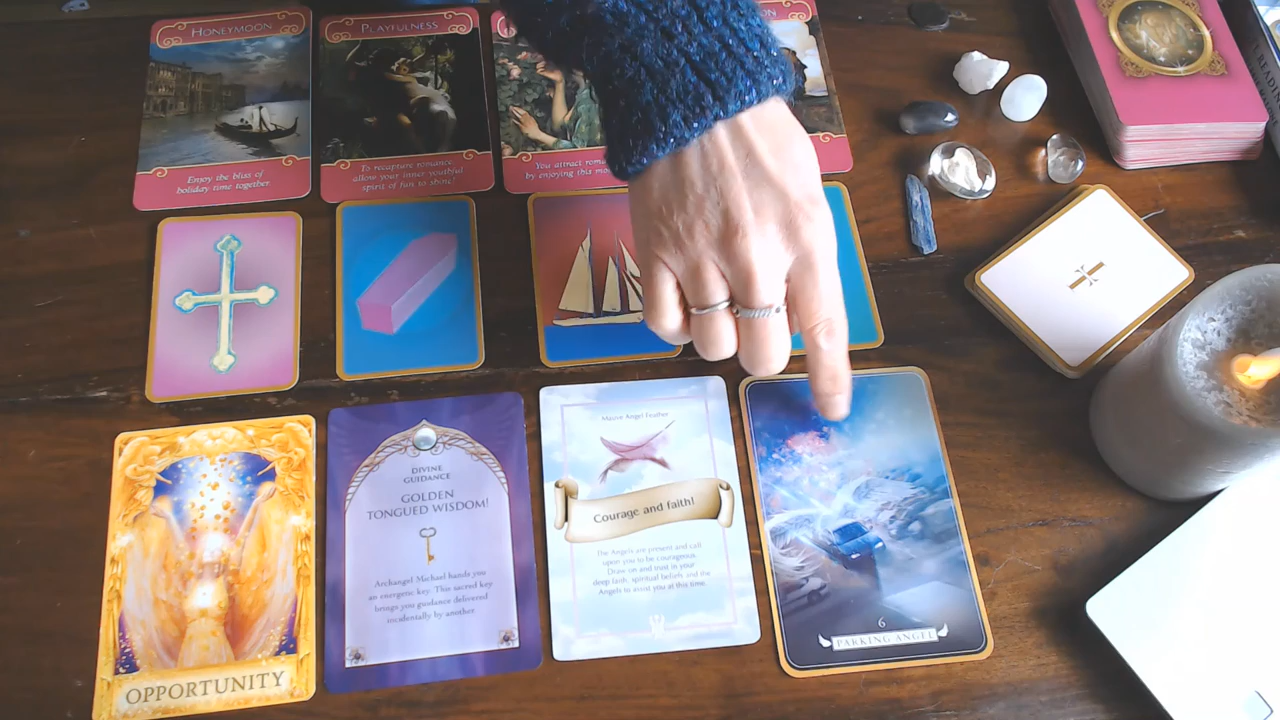 HONEYMOON
Enjoy the bliss of
holiday time together.
PLAYFULNESS
To recapture romance,
allow your inner youthful
spirit of fun to shine!
You attract roma
by enjoying this mo
ON
READI
OPPORTUNITY
DIVINE
GUIDANCE
GOLDEN
TONGUED WISDOM!
Archangel Michael hands you
an energetic key. This sacred key
brings you guidance delivered
incidentally by another.
Mauve Angel Feather
Courage and faith!
The Angels are present and call
upon you to be courageous.
Draw on and trust in your
deep faith, spiritual beliefs and the
Angels to assist you at this time.
6
PARKING ANGEL